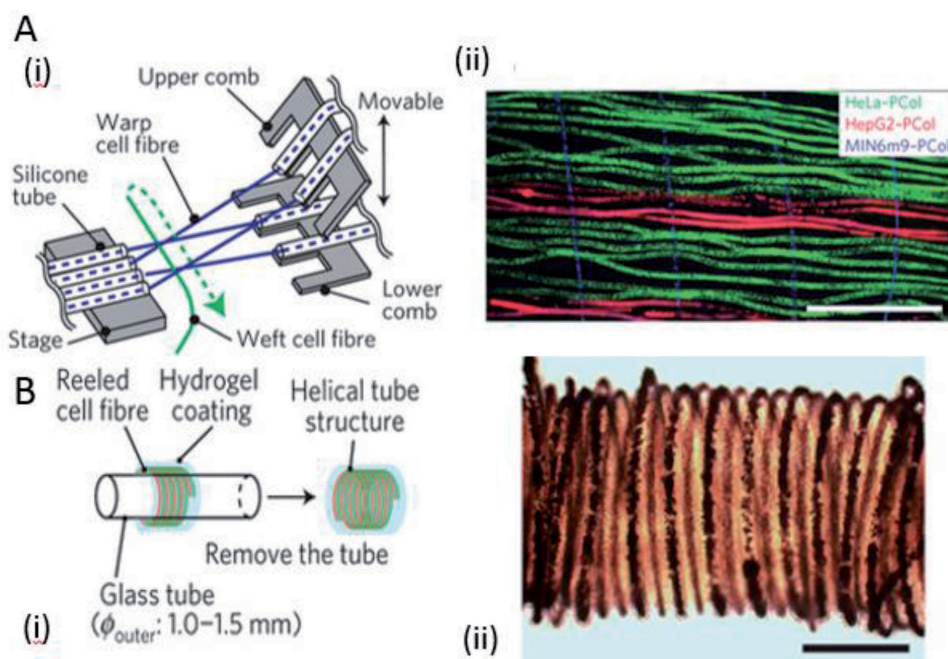 A
(i)
Upper comb
Movable
Warp
cell fibre
Silicone
tube
Lower
comb
Stage
Weft cell fibre
(ii)
HeLa-PCol
HepG2-PCol
MIN6m9-PCol
B
Reeled
cell fibre
Hydrogel
coating
Helical tube
structure
Remove the tube
Glass tube
(ϕouter: 1.0–1.5 mm)
(i)
(ii)